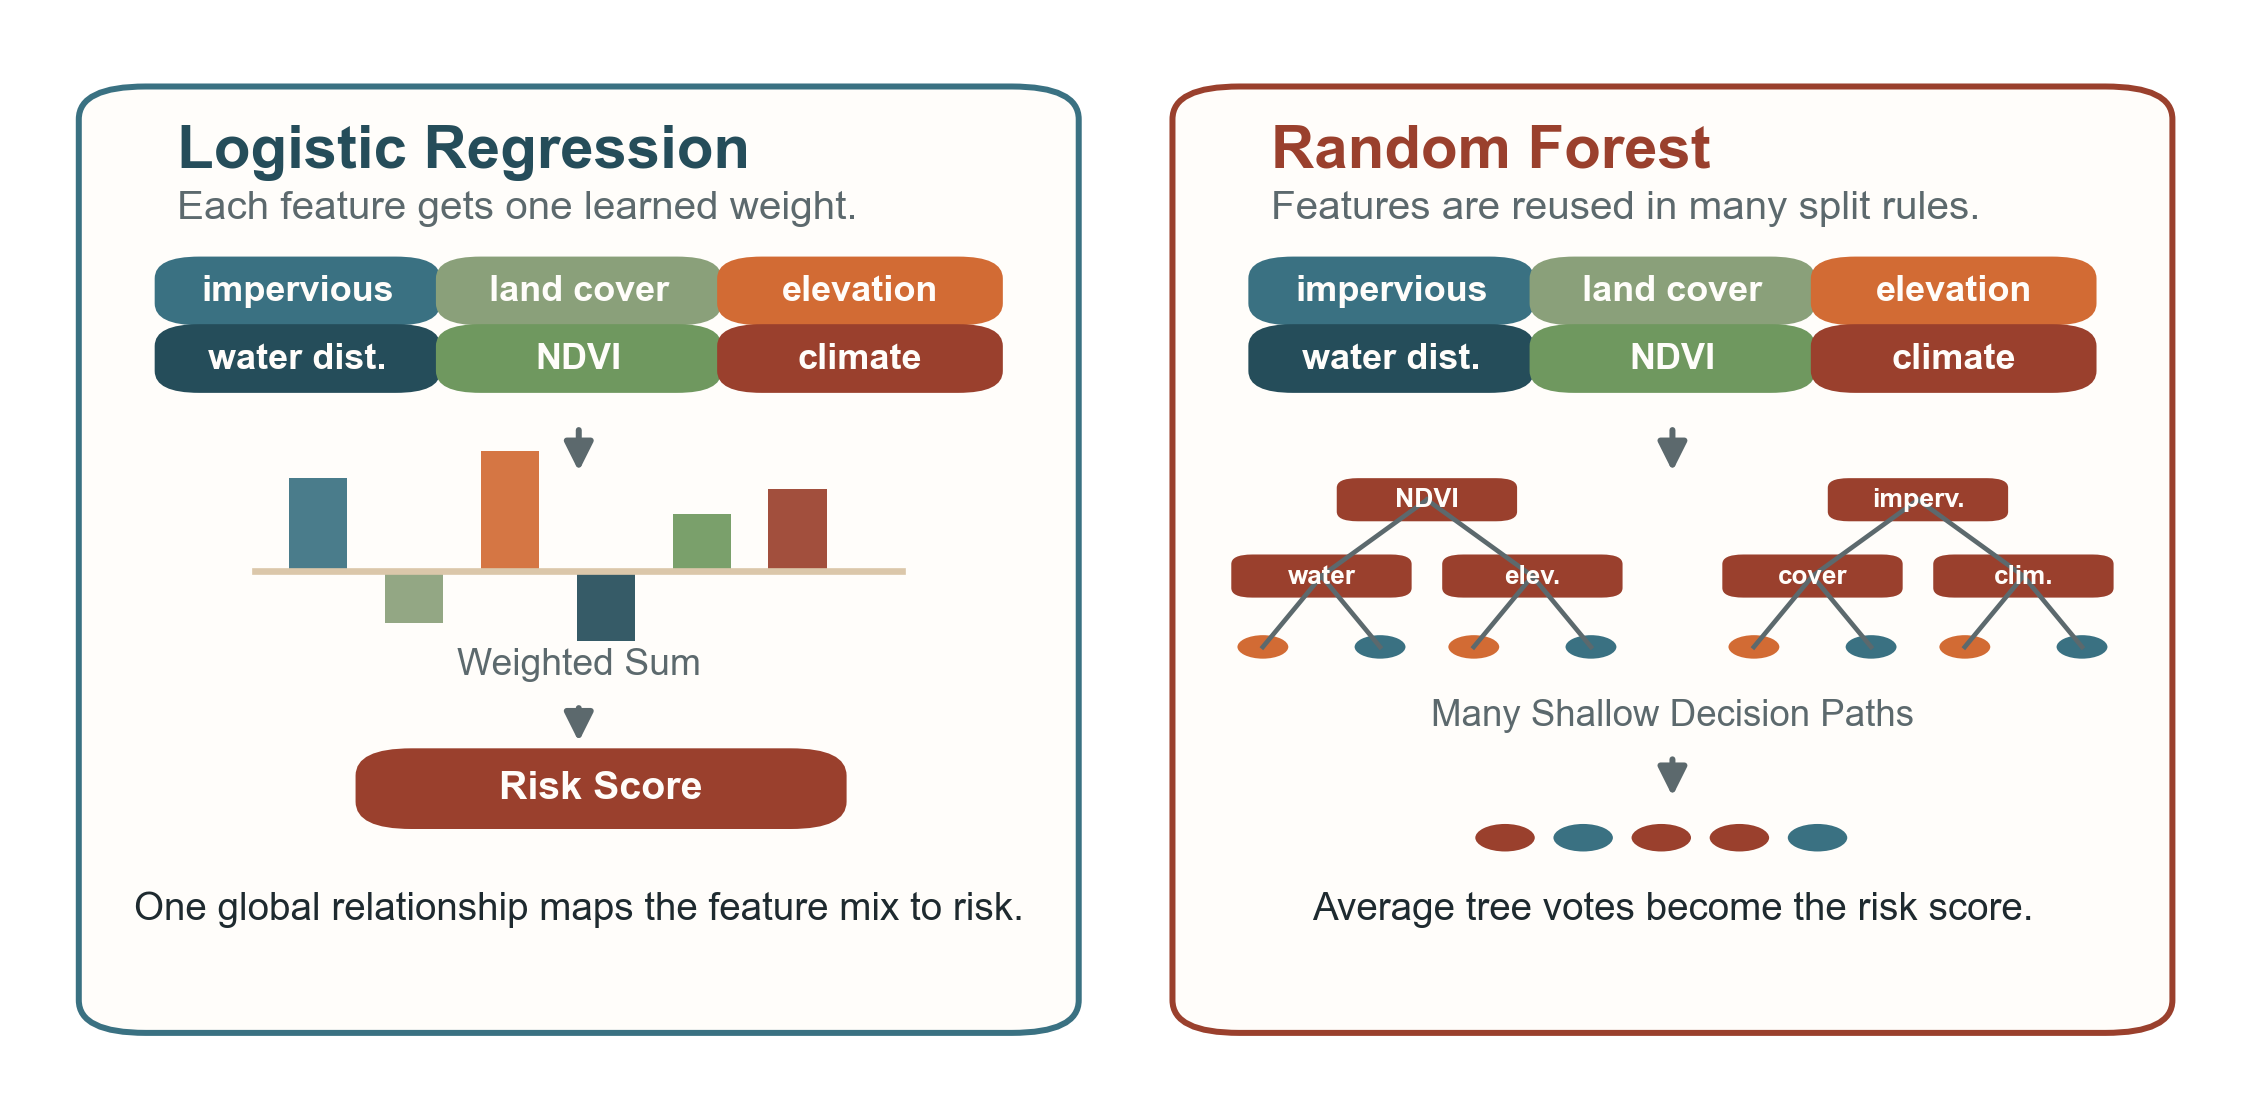 Logistic Regression
Each feature gets one learned weight.
impervious land cover elevation
water dist. NDVI climate
Weighted Sum
Risk Score
One global relationship maps the feature mix to risk.
Random Forest
Features are reused in many split rules.
impervious land cover elevation
water dist. NDVI climate
NDVI imperv.
water elev. cover clim.
Many Shallow Decision Paths
Average tree votes become the risk score.